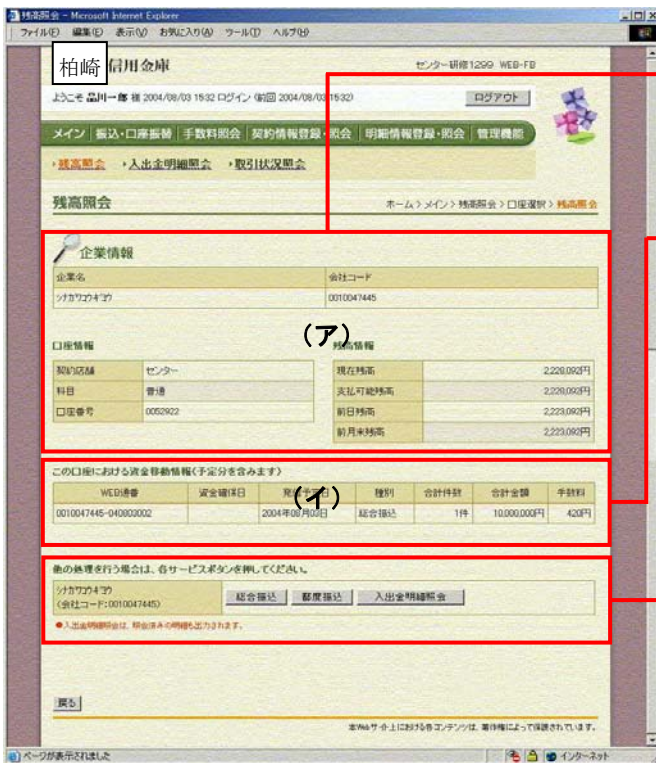 残高照会 - Microsoft Internet Explorer
ファイル(F) 編集(E) 表示(V) お気に入り(A) ツール(T) ヘルプ(H)
柏崎信用金庫 センター研修1299 WEB-FB
ようこそ 品川一郎 様 2004/08/03 15:32 ログイン (前回 2004/08/03 15:32) ログアウト
メイン 振込・口座振替 手数料照会 契約情報登録・照会 明細情報登録・照会 管理機能
・残高照会 ・入出金明細照会 ・取引状況照会
残高照会 ホーム > メイン > 残高照会 > 口座選択 > 残高照会
企業情報
企業名 会社コード
ｼﾅｶﾞﾜｺｳｷﾞﾖｳ 0010047445
(ア)
口座情報 残高情報
契約店舗 センター 現在残高 2,228,092円
科目 普通 支払可能残高 2,228,092円
口座番号 0052922 前日残高 2,223,092円
前月末残高 2,223,092円
この口座における資金移動情報(予定分を含みます)
(イ)
WEB通番 資金確保日 発信予定日 種別 合計件数 合計金額 手数料
0010047445-040803002 2004年08月03日 総合振込 1件 10,000,000円 420円
他の処理を行う場合は、各サービスボタンを押してください。
ｼﾅｶﾞﾜｺｳｷﾞﾖｳ
(会社コード:0010047445) 総合振込 都度振込 入出金明細照会
●入出金明細照会は、照会済みの明細も出力されます。
戻る
本Webサイト上における各コンテンツは、著作権によって保護されています。
ページが表示されました インターネット